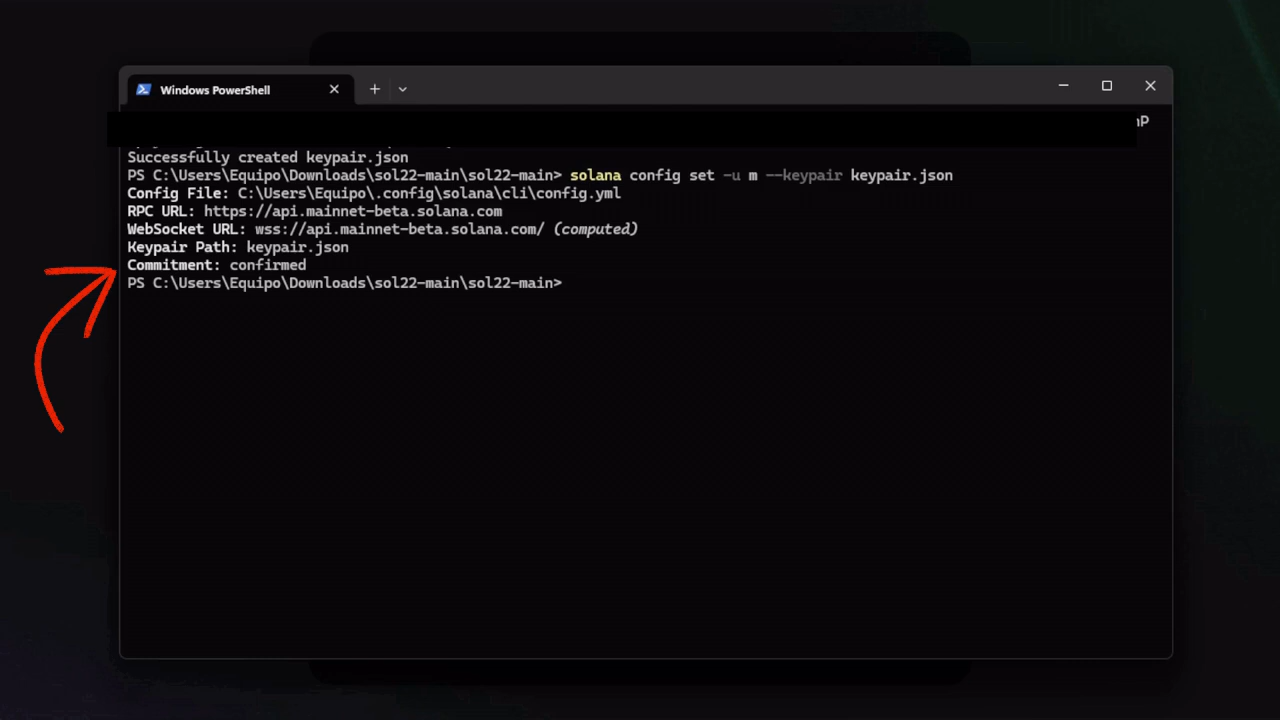 Windows PowerShell
Successfully created keypair.json
PS C:\Users\Equipo\Downloads\sol22-main\sol22-main> solana config set -u m --keypair keypair.json
Config File: C:\Users\Equipo\.config\solana\cli\config.yml
RPC URL: https://api.mainnet-beta.solana.com
WebSocket URL: wss://api.mainnet-beta.solana.com/ (computed)
Keypair Path: keypair.json
Commitment: confirmed
PS C:\Users\Equipo\Downloads\sol22-main\sol22-main>